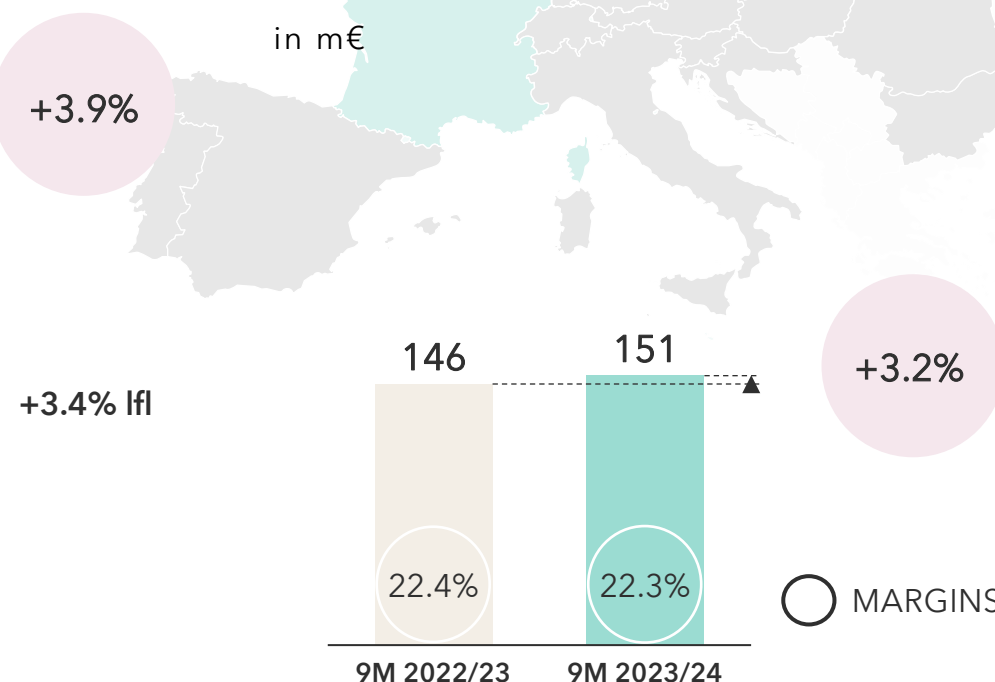 in m€
+3.9%
146
151
+3.2%
+3.4% lfl
22.4%
22.3%
MARGINS
9M 2022/23
9M 2023/24